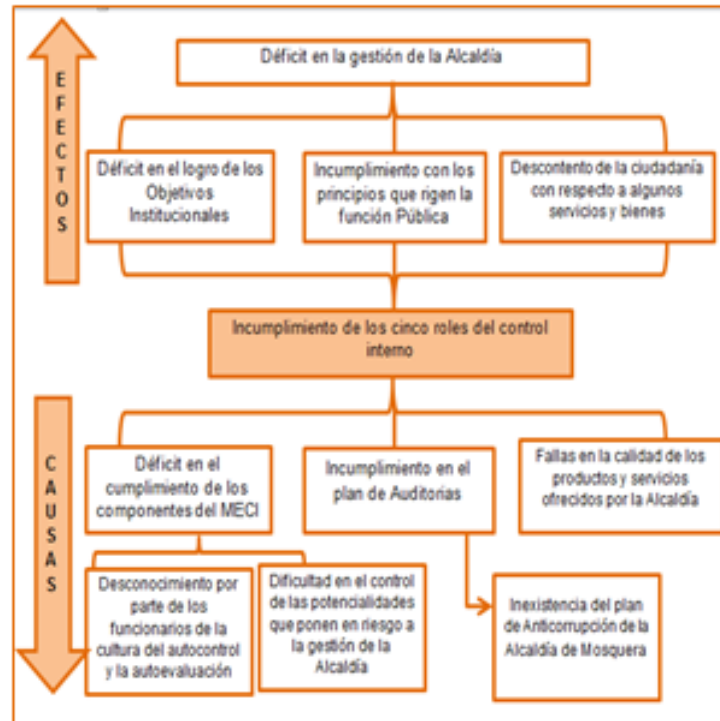 EFECTOS
Déficit en la gestión de la Alcaldía
Déficit en el logro de los
Objetivos
Institucionales
Incumplimiento con los
principios que rigen la
función Pública
Descontento de la ciudadanía
con respecto a algunos
servicios y bienes
Incumplimiento de los cinco roles del control
interno
CAUSAS
Déficit en el
cumplimiento de los
componentes del MECI
Incumplimiento en el
plan de Auditorias
Fallas en la calidad de los
productos y servicios
ofrecidos por la Alcaldía
Desconocimiento por
parte de los
funcionarios de la
cultura del autocontrol
y la autoevaluación
Dificultad en el control
de las potencialidades
que ponen en riesgo a
la gestión de la
Alcaldía
Inexistencia del plan
de Anticorrupción de la
Alcaldía de Mosquera